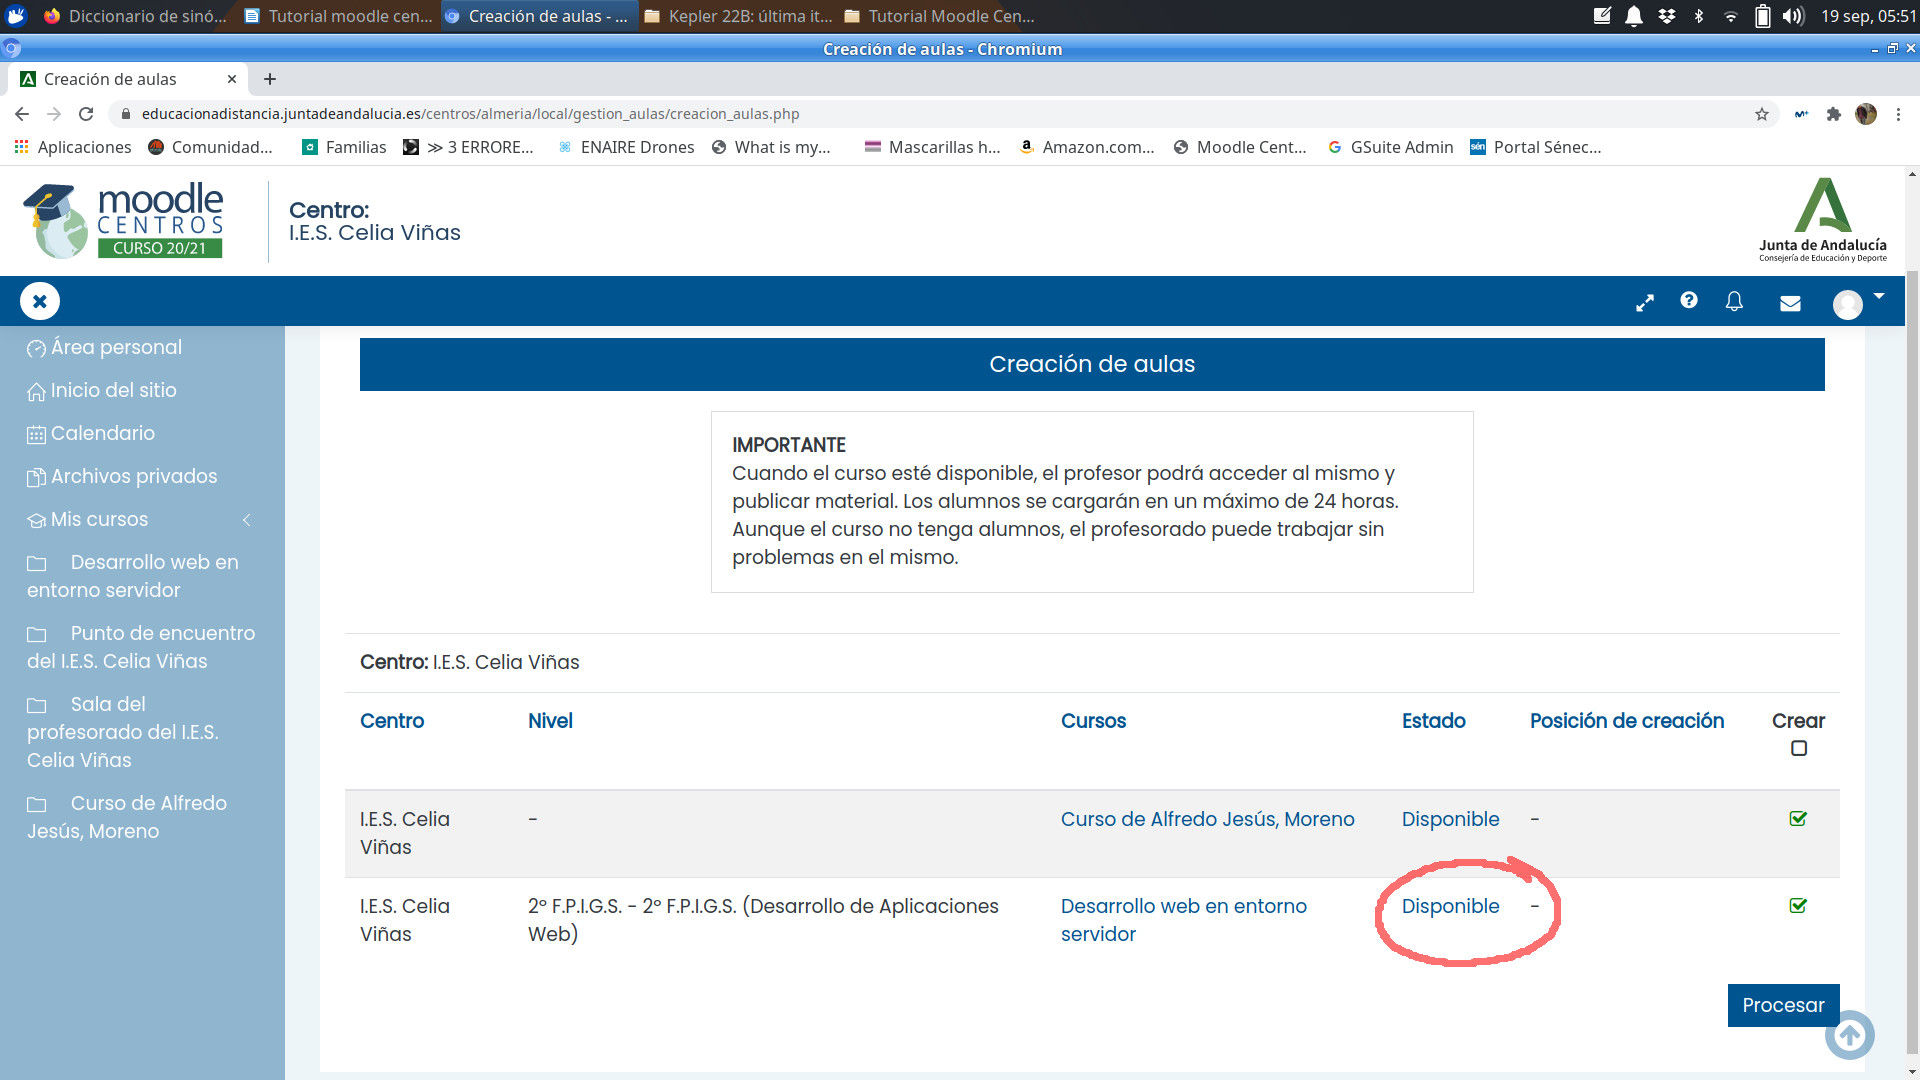 Diccionario de sinó...
Tutorial moodle cen...
Creación de aulas - ...
Kepler 22B: última it...
Tutorial Moodle Cen...
19 sep, 05:51
Creación de aulas - Chromium
Creación de aulas
educacionadistancia.juntadeandalucia.es/centros/almeria/local/gestion_aulas/creacion_aulas.php
Aplicaciones
Comunidad...
Familias
≫ 3 ERRORE...
ENAIRE Drones
What is my...
Mascarillas h...
Amazon.com...
Moodle Cent...
GSuite Admin
sén
Portal Sénec...
moodle
CENTROS
CURSO 20/21
Centro:
I.E.S. Celia Viñas
Junta de Andalucía
Consejería de Educación y Deporte
Área personal
Inicio del sitio
Calendario
Archivos privados
Mis cursos
Desarrollo web en
entorno servidor
Punto de encuentro
del I.E.S. Celia Viñas
Sala del
profesorado del I.E.S.
Celia Viñas
Curso de Alfredo
Jesús, Moreno
Creación de aulas
IMPORTANTE
Cuando el curso esté disponible, el profesor podrá acceder al mismo y
publicar material. Los alumnos se cargarán en un máximo de 24 horas.
Aunque el curso no tenga alumnos, el profesorado puede trabajar sin
problemas en el mismo.
Centro: I.E.S. Celia Viñas
Centro Nivel Cursos Estado Posición de creación Crear
I.E.S. Celia - Curso de Alfredo Jesús, Moreno Disponible -
Viñas
I.E.S. Celia 2º F.P.I.G.S. - 2º F.P.I.G.S. (Desarrollo de Aplicaciones Desarrollo web en entorno Disponible -
Viñas Web) servidor
Procesar